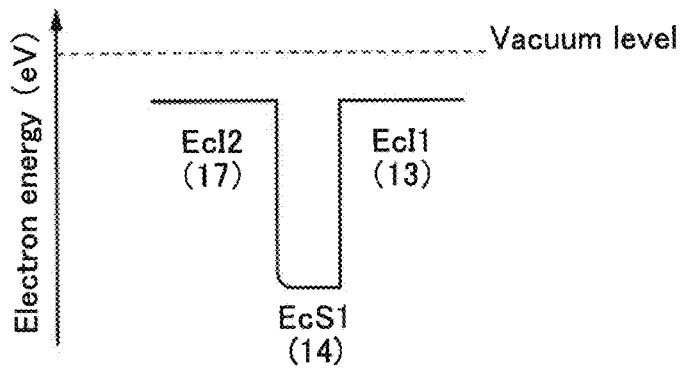 Electron energy (eV)
Vacuum level
EcI2
(17)
EcI1
(13)
EcS1
(14)